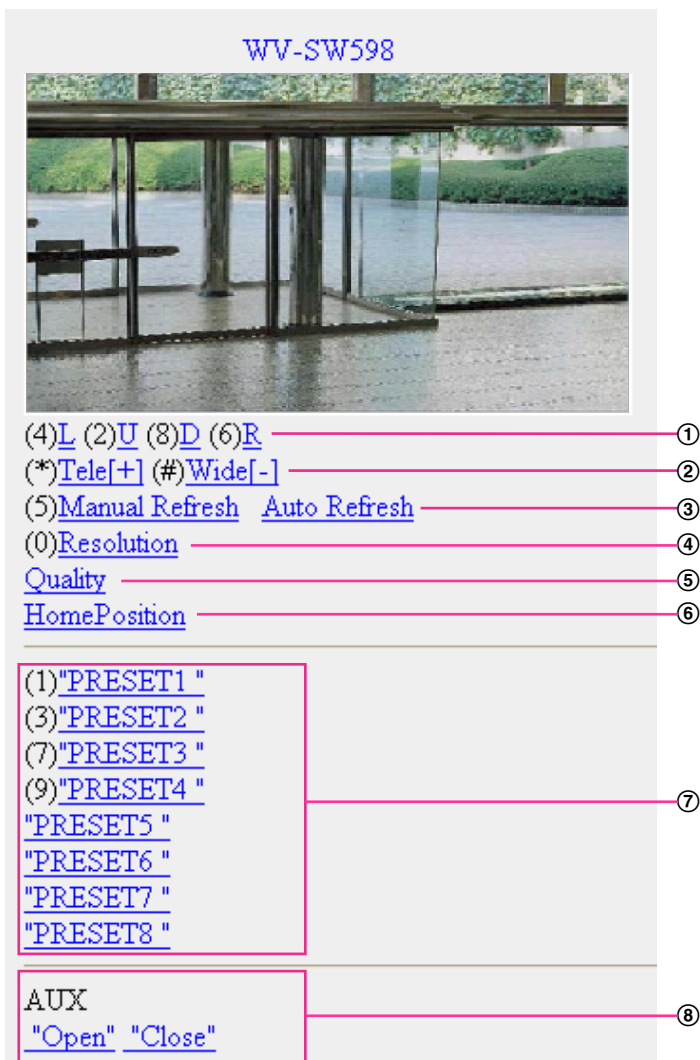 WV-SW598
(4)L (2)U (8)D (6)R ①
(*)Tele[+] (#)Wide[-] ②
(5)Manual Refresh Auto Refresh ③
(0)Resolution ④
Quality ⑤
HomePosition ⑥
(1)"PRESET1 "
(3)"PRESET2 "
(7)"PRESET3 "
(9)"PRESET4 " ⑦
"PRESET5 "
"PRESET6 "
"PRESET7 "
"PRESET8 "
AUX ⑧
"Open" "Close"